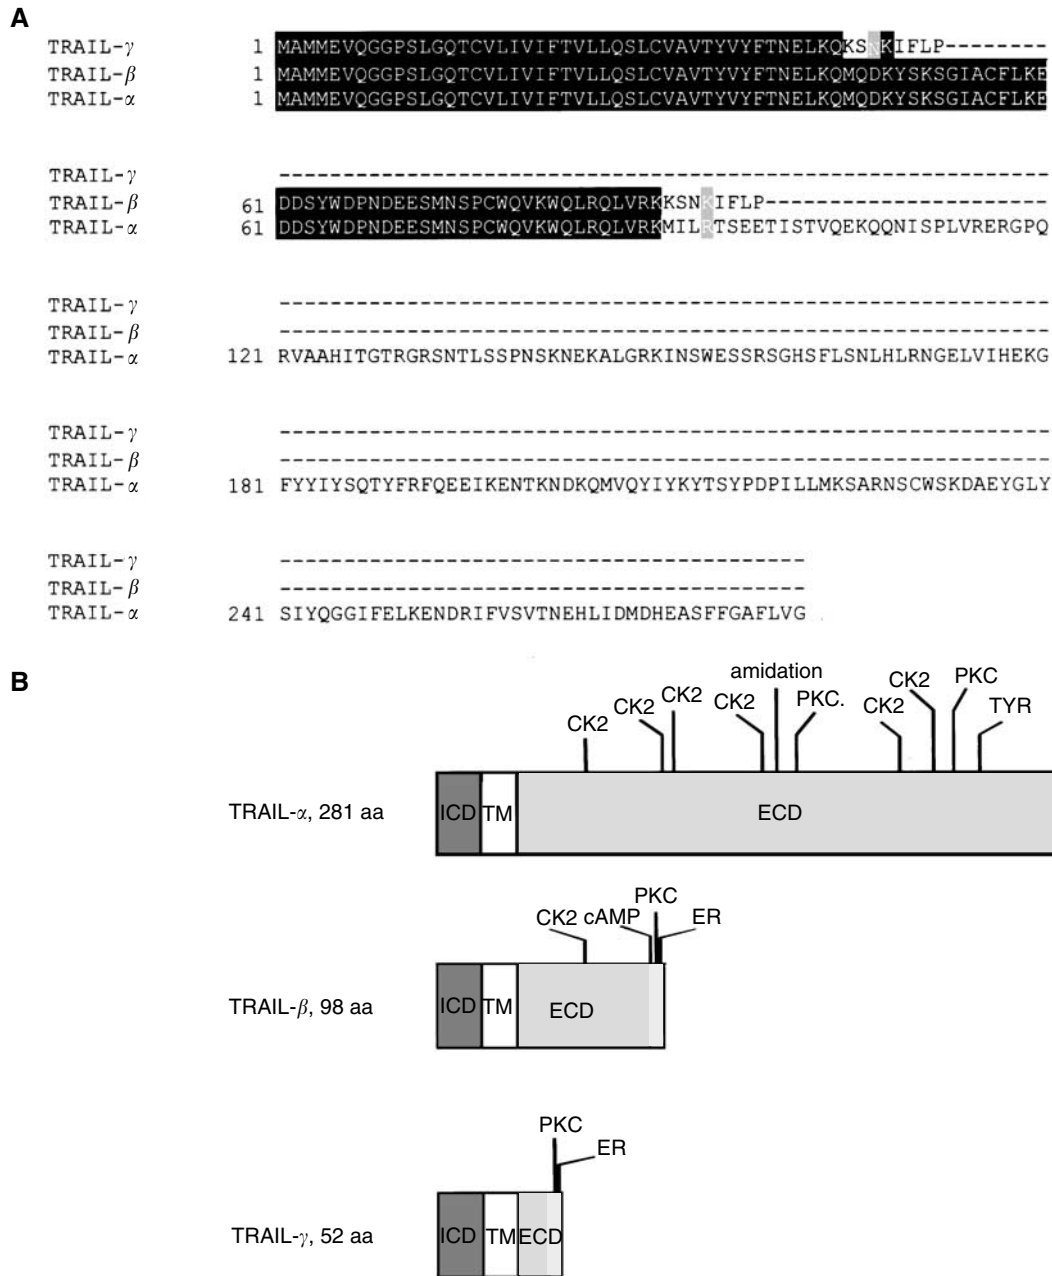 A
TRAIL-γ 1 MAMMEVQGGPSLGQTCVLIVIFTVLLQSLCVAVTYVYFTNELKQKSNKIFLP--------
TRAIL-β 1 MAMMEVQGGPSLGQTCVLIVIFTVLLQSLCVAVTYVYFTNELKQMQDKYSKSGIACFLKE
TRAIL-α 1 MAMMEVQGGPSLGQTCVLIVIFTVLLQSLCVAVTYVYFTNELKQMQDKYSKSGIACFLKE
TRAIL-γ ------------------------------------------------------------
TRAIL-β 61 DDSYWDPNDEESMNSPCWQVKWQLRQLVRKKSNKIFLP----------------------
TRAIL-α 61 DDSYWDPNDEESMNSPCWQVKWQLRQLVRKMILRTSEETISTVQEKQQNISPLVRERGPQ
TRAIL-γ ------------------------------------------------------------
TRAIL-β ------------------------------------------------------------
TRAIL-α 121 RVAAHITGTRGRSNTLSSPNSKNEKALGRKINSWESSRSGHSFLSNLHLRNGELVIHEKG
TRAIL-γ ------------------------------------------------------------
TRAIL-β ------------------------------------------------------------
TRAIL-α 181 FYYIYSQTYFRFQEEIKENTKNDKQMVQYIYKYTSYPDPILLMKSARNSCWSKDAEYGLY
TRAIL-γ -----------------------------------------
TRAIL-β -----------------------------------------
TRAIL-α 241 SIYQGGIFELKENDRIFVSVTNEHLIDMDHEASFFGAFLVG
B
CK2 CK2 CK2 CK2 amidation PKC. CK2 CK2 PKC TYR
TRAIL-α, 281 aa ICD TM ECD
CK2 cAMP PKC ER
TRAIL-β, 98 aa ICD TM ECD
PKC ER
TRAIL-γ, 52 aa ICD TM ECD